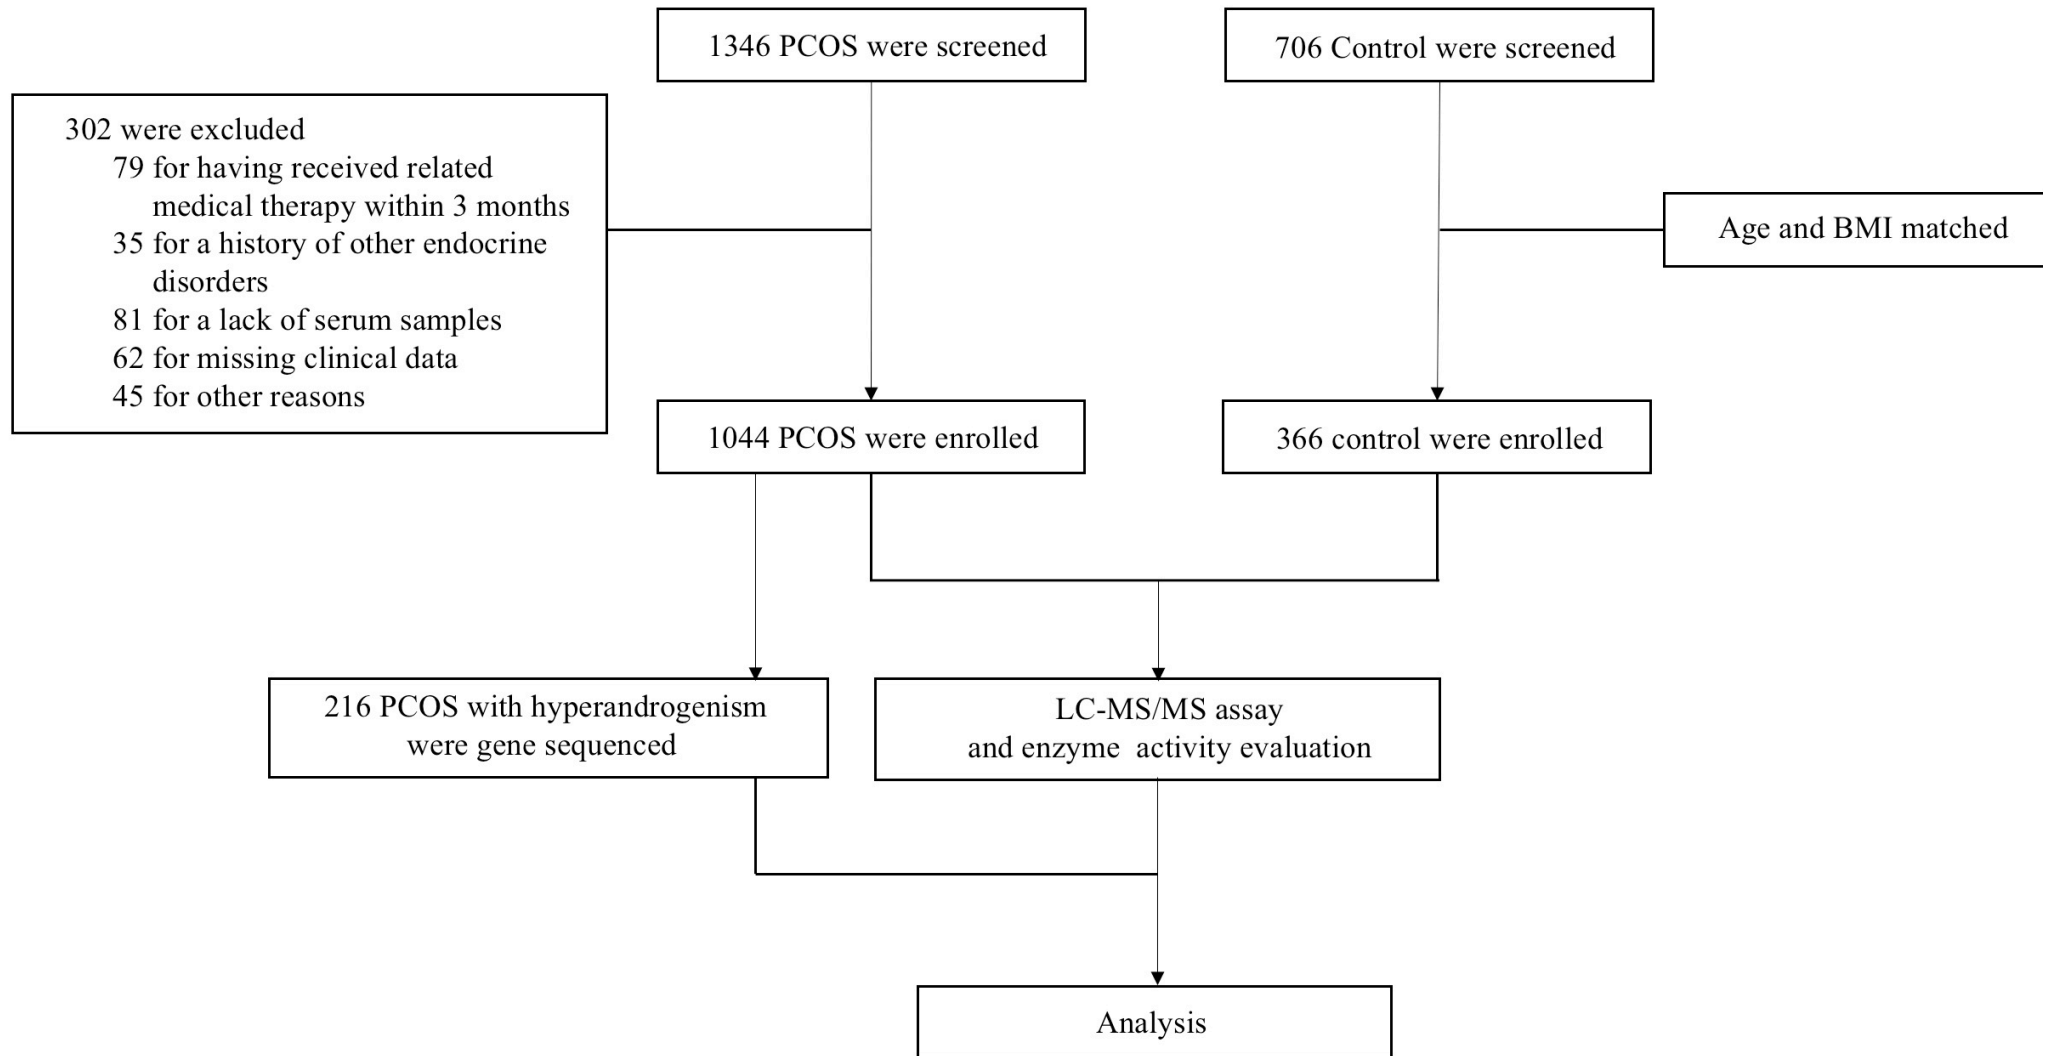 1346 PCOS were screened
706 Control were screened
302 were excluded
79 for having received related
medical therapy within 3 months
35 for a history of other endocrine
disorders
81 for a lack of serum samples
62 for missing clinical data
45 for other reasons
Age and BMI matched
1044 PCOS were enrolled
366 control were enrolled
216 PCOS with hyperandrogenism
were gene sequenced
LC-MS/MS assay
and enzyme activity evaluation
Analysis